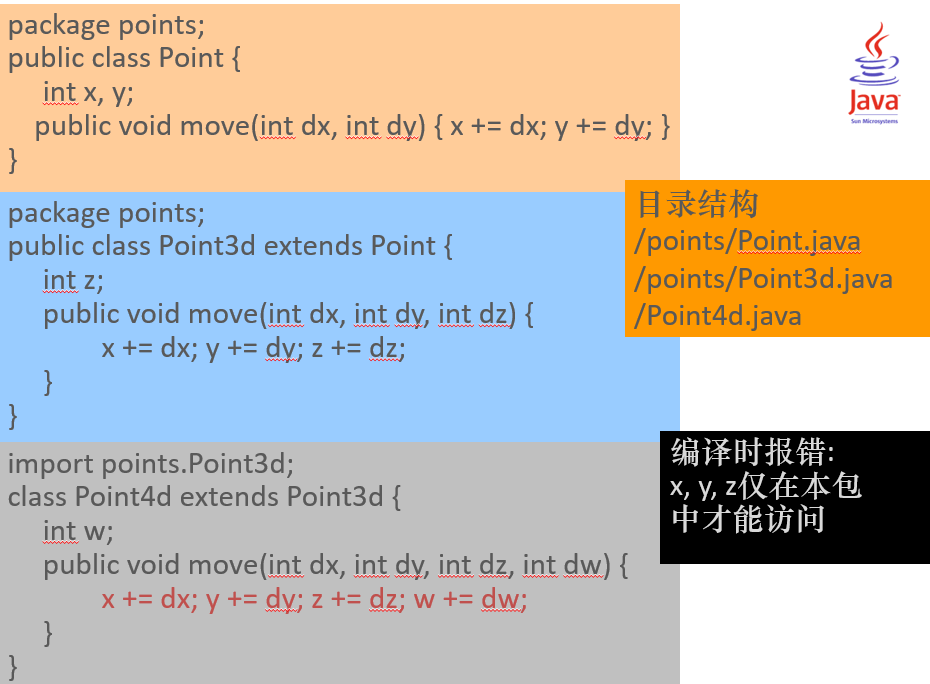 package points;
public class Point {
int x, y;
public void move(int dx, int dy) { x += dx; y += dy; }
}
package points;
public class Point3d extends Point {
int z;
public void move(int dx, int dy, int dz) {
x += dx; y += dy; z += dz;
}
}
import points.Point3d;
class Point4d extends Point3d {
int w;
public void move(int dx, int dy, int dz, int dw) {
x += dx; y += dy; z += dz; w += dw;
}
}
Java
Sun Microsystems
目录结构
/points/Point.java
/points/Point3d.java
/Point4d.java
编译时报错:
x, y, z仅在本包
中才能访问